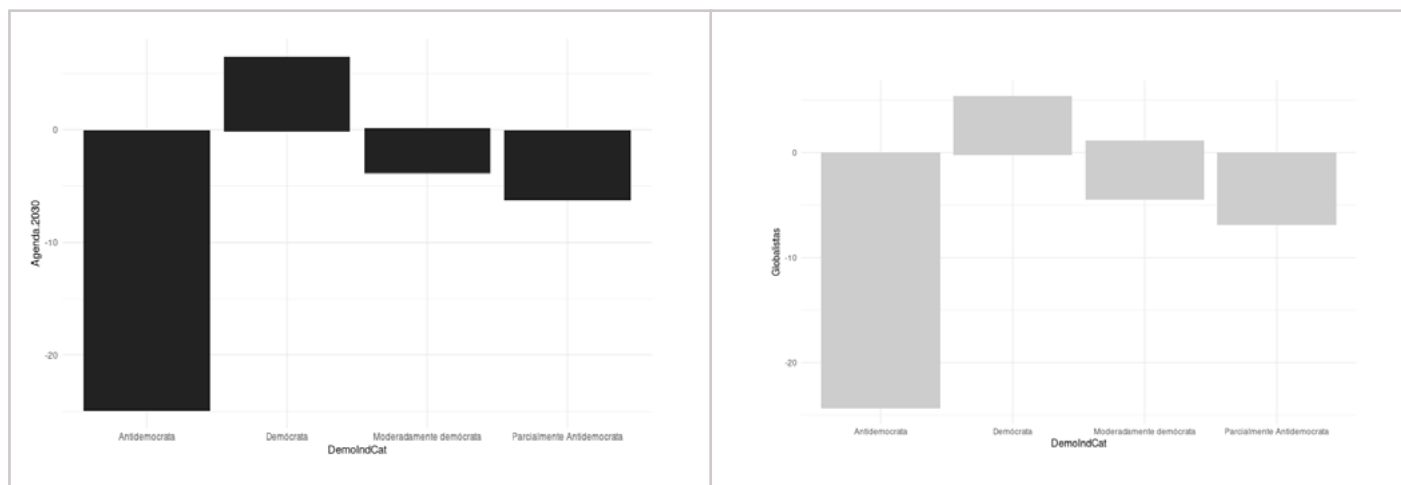 0
-10
-20
Agenda.2030
Antidemocrata Demócrata Moderadamente demócrata Parcialmente Antidemocrata
DemoIndCat
0
-10
-20
Globalistas
Antidemocrata Demócrata Moderadamente demócrata Parcialmente Antidemocrata
DemoIndCat